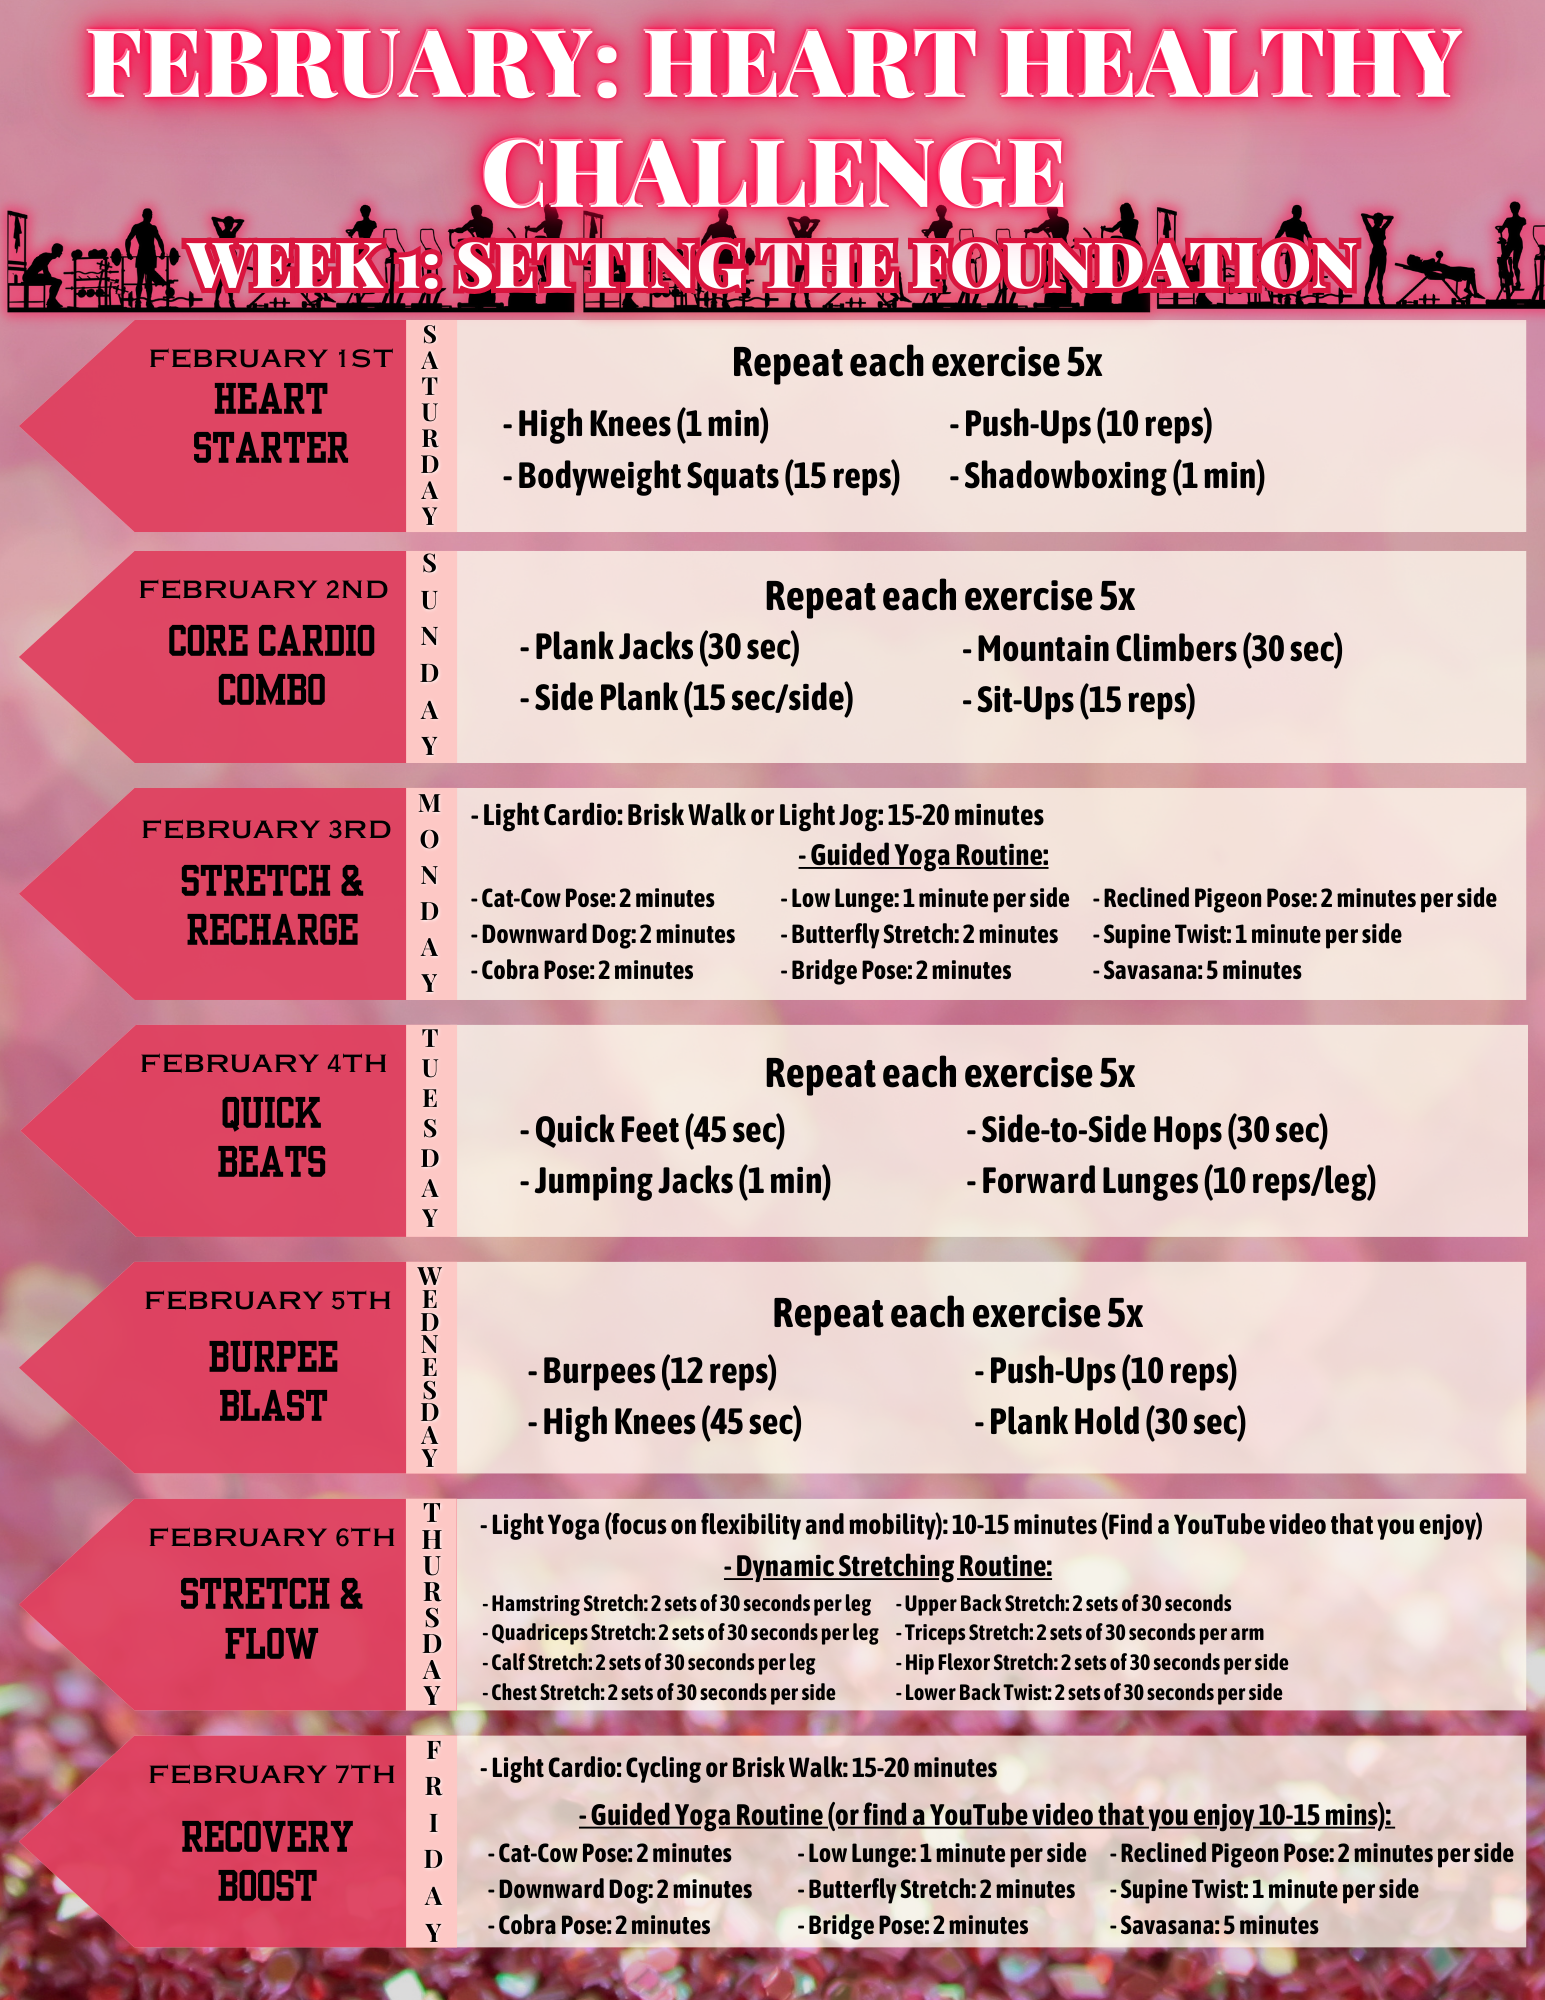 FEBRUARY: HEART HEALTHY
CHALLENGE
WEEK 1: SETTING THE FOUNDATION
FEBRUARY 1ST
HEART
STARTER
SATURDAY
Repeat each exercise 5x
- High Knees (1 min)
- Bodyweight Squats (15 reps)
- Push-Ups (10 reps)
- Shadowboxing (1 min)
FEBRUARY 2ND
CORE CARDIO
COMBO
SUNDAY
Repeat each exercise 5x
- Plank Jacks (30 sec)
- Side Plank (15 sec/side)
- Mountain Climbers (30 sec)
- Sit-Ups (15 reps)
FEBRUARY 3RD
STRETCH &
RECHARGE
MONDAY
- Light Cardio: Brisk Walk or Light Jog: 15-20 minutes
- Guided Yoga Routine:
- Cat-Cow Pose: 2 minutes
- Downward Dog: 2 minutes
- Cobra Pose: 2 minutes
- Low Lunge: 1 minute per side
- Butterfly Stretch: 2 minutes
- Bridge Pose: 2 minutes
- Reclined Pigeon Pose: 2 minutes per side
- Supine Twist: 1 minute per side
- Savasana: 5 minutes
FEBRUARY 4TH
QUICK
BEATS
TUESDAY
Repeat each exercise 5x
- Quick Feet (45 sec)
- Jumping Jacks (1 min)
- Side-to-Side Hops (30 sec)
- Forward Lunges (10 reps/leg)
FEBRUARY 5TH
BURPEE
BLAST
WEDNESDAY
Repeat each exercise 5x
- Burpees (12 reps)
- High Knees (45 sec)
- Push-Ups (10 reps)
- Plank Hold (30 sec)
FEBRUARY 6TH
STRETCH &
FLOW
THURSDAY
- Light Yoga (focus on flexibility and mobility): 10-15 minutes (Find a YouTube video that you enjoy)
- Dynamic Stretching Routine:
- Hamstring Stretch: 2 sets of 30 seconds per leg
- Quadriceps Stretch: 2 sets of 30 seconds per leg
- Calf Stretch: 2 sets of 30 seconds per leg
- Chest Stretch: 2 sets of 30 seconds per side
- Upper Back Stretch: 2 sets of 30 seconds
- Triceps Stretch: 2 sets of 30 seconds per arm
- Hip Flexor Stretch: 2 sets of 30 seconds per side
- Lower Back Twist: 2 sets of 30 seconds per side
FEBRUARY 7TH
RECOVERY
BOOST
FRIDAY
- Light Cardio: Cycling or Brisk Walk: 15-20 minutes
- Guided Yoga Routine (or find a YouTube video that you enjoy 10-15 mins):
- Cat-Cow Pose: 2 minutes
- Downward Dog: 2 minutes
- Cobra Pose: 2 minutes
- Low Lunge: 1 minute per side
- Butterfly Stretch: 2 minutes
- Bridge Pose: 2 minutes
- Reclined Pigeon Pose: 2 minutes per side
- Supine Twist: 1 minute per side
- Savasana: 5 minutes